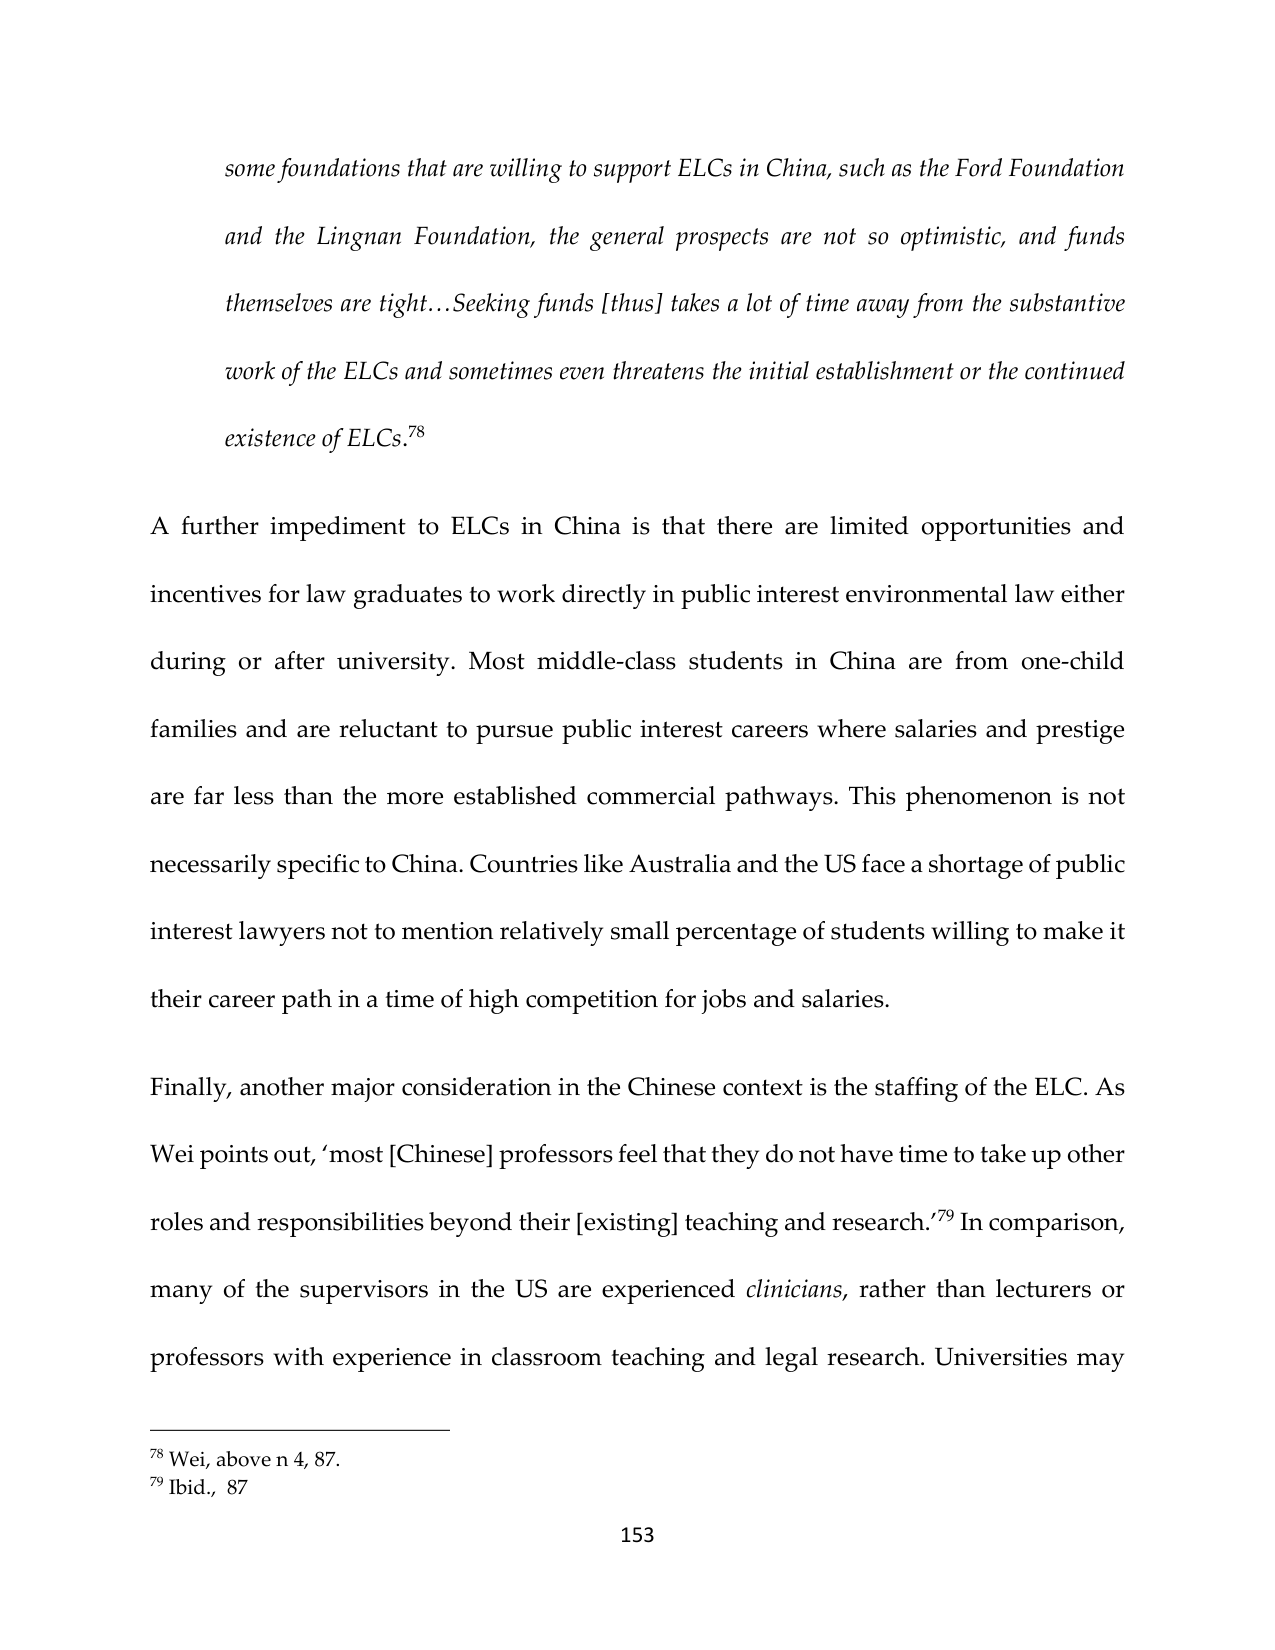 some foundations that are willing to support ELCs in China, such as the Ford Foundation
and the Lingnan Foundation, the general prospects are not so optimistic, and funds
themselves are tight…Seeking funds [thus] takes a lot of time away from the substantive
work of the ELCs and sometimes even threatens the initial establishment or the continued
existence of ELCs.78
A further impediment to ELCs in China is that there are limited opportunities and
incentives for law graduates to work directly in public interest environmental law either
during or after university. Most middle-class students in China are from one-child
families and are reluctant to pursue public interest careers where salaries and prestige
are far less than the more established commercial pathways. This phenomenon is not
necessarily specific to China. Countries like Australia and the US face a shortage of public
interest lawyers not to mention relatively small percentage of students willing to make it
their career path in a time of high competition for jobs and salaries.
Finally, another major consideration in the Chinese context is the staffing of the ELC. As
Wei points out, ‘most [Chinese] professors feel that they do not have time to take up other
roles and responsibilities beyond their [existing] teaching and research.’79 In comparison,
many of the supervisors in the US are experienced clinicians, rather than lecturers or
professors with experience in classroom teaching and legal research. Universities may
78 Wei, above n 4, 87.
79 Ibid., 87
153